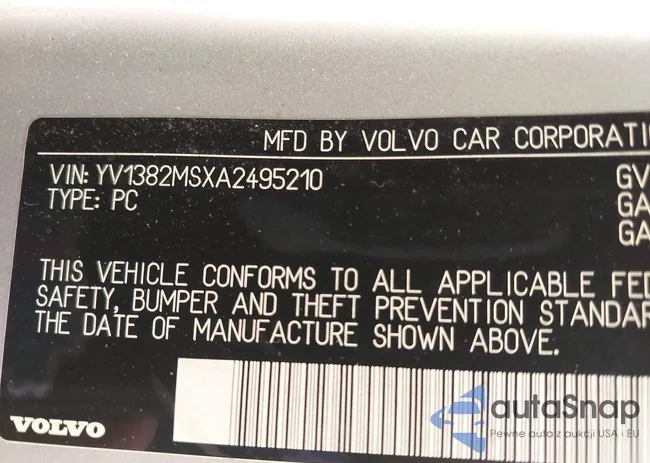 MFD BY VOLVO CAR CORPORATI
VIN: YV1382MSXA2495210
GV
TYPE: PC
GA
GA
THIS VEHICLE CONFORMS TO ALL APPLICABLE FED
SAFETY, BUMPER AND THEFT PREVENTION STANDAR
THE DATE OF MANUFACTURE SHOWN ABOVE.
VOLVO
autaSnap
Pewne auta z aukcji USA i EU